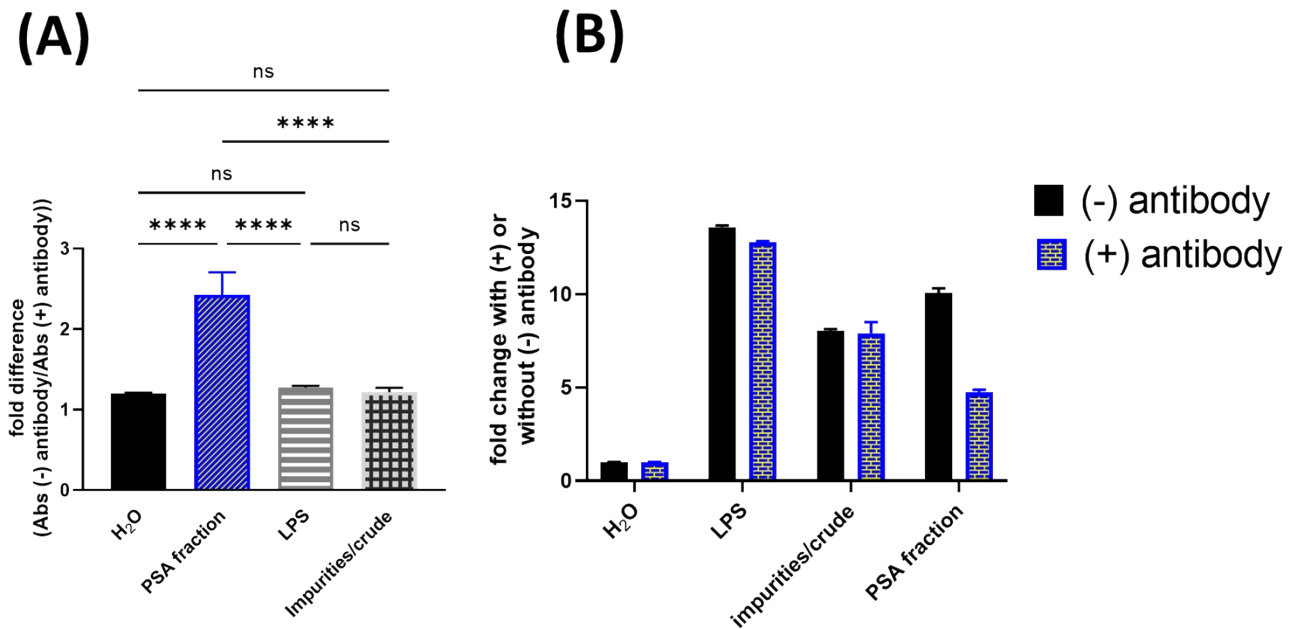 (A)
ns
****
ns
****
****
ns
fold difference
(Abs (-) antibody/Abs (+) antibody))
3
2
1
0
H₂O
PSA fraction
LPS
Impurities/crude
(B)
fold change with (+) or
without (-) antibody
15
10
5
0
H₂O
LPS
impurities/crude
PSA fraction
(-) antibody
(+) antibody